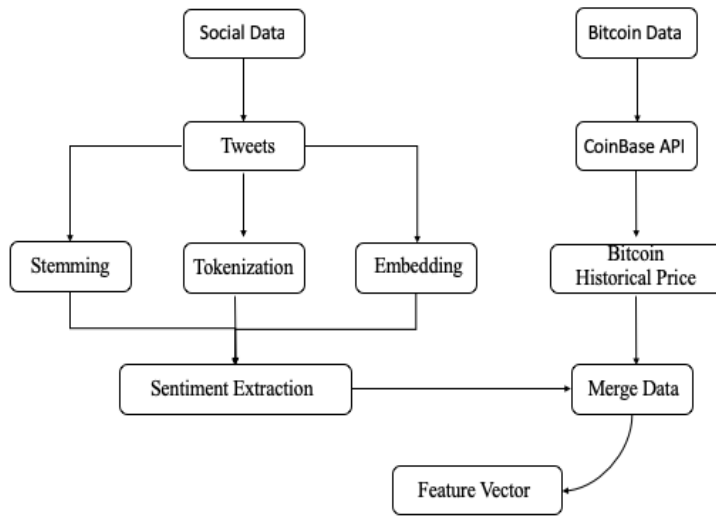 Social Data
Bitcoin Data
Tweets
CoinBase API
Stemming
Tokenization
Embedding
Bitcoin
Historical Price
Sentiment Extraction
Merge Data
Feature Vector